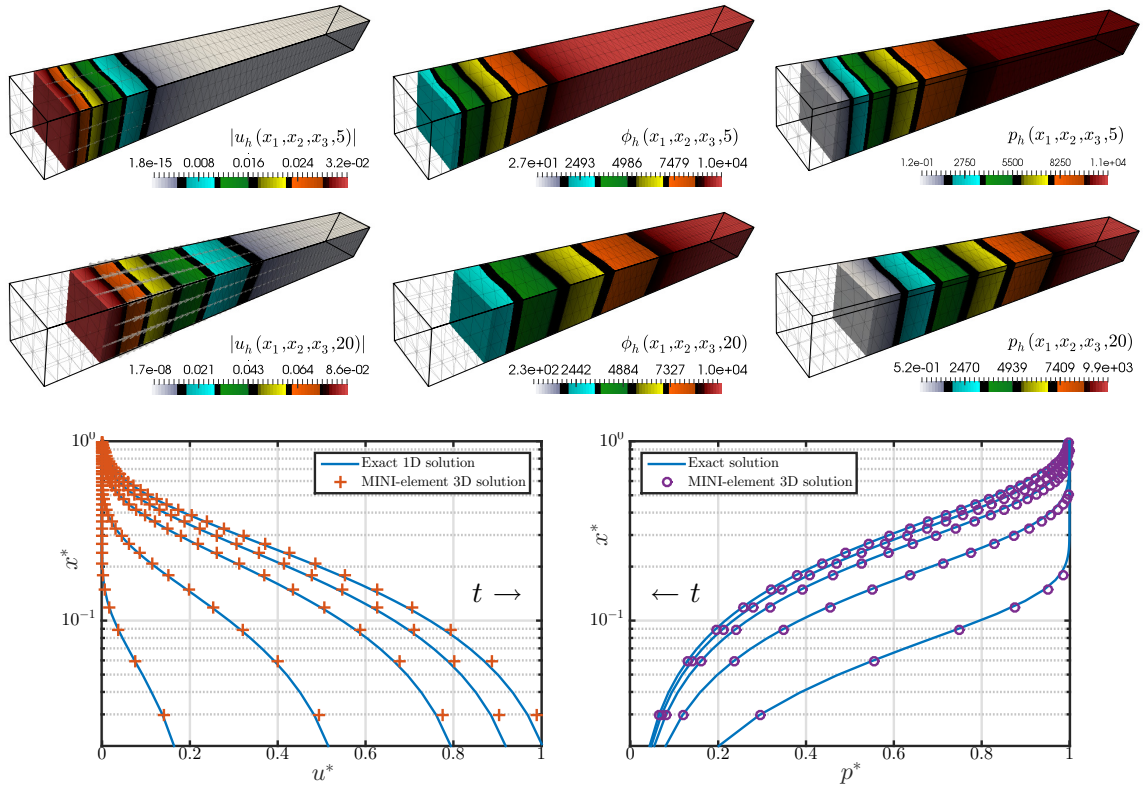 |u_h(x_1,x_2,x_3,5)|
1.8e-15 0.008 0.016 0.024 3.2e-02
ϕ_h(x_1,x_2,x_3,5)
2.7e+01 2493 4986 7479 1.0e+04
p_h(x_1,x_2,x_3,5)
1.2e-01 2750 5500 8250 1.1e+04
|u_h(x_1,x_2,x_3,20)|
1.7e-08 0.021 0.043 0.064 8.6e-02
ϕ_h(x_1,x_2,x_3,20)
2.3e+02 2442 4884 7327 1.0e+04
p_h(x_1,x_2,x_3,20)
5.2e-01 2470 4939 7409 9.9e+03
10^0
Exact 1D solution
MINI-element 3D solution
x^*
t →
10^-1
0 0.2 0.4 0.6 0.8 1
u^*
10^0
Exact solution
MINI-element 3D solution
x^*
← t
10^-1
0 0.2 0.4 0.6 0.8 1
p^*